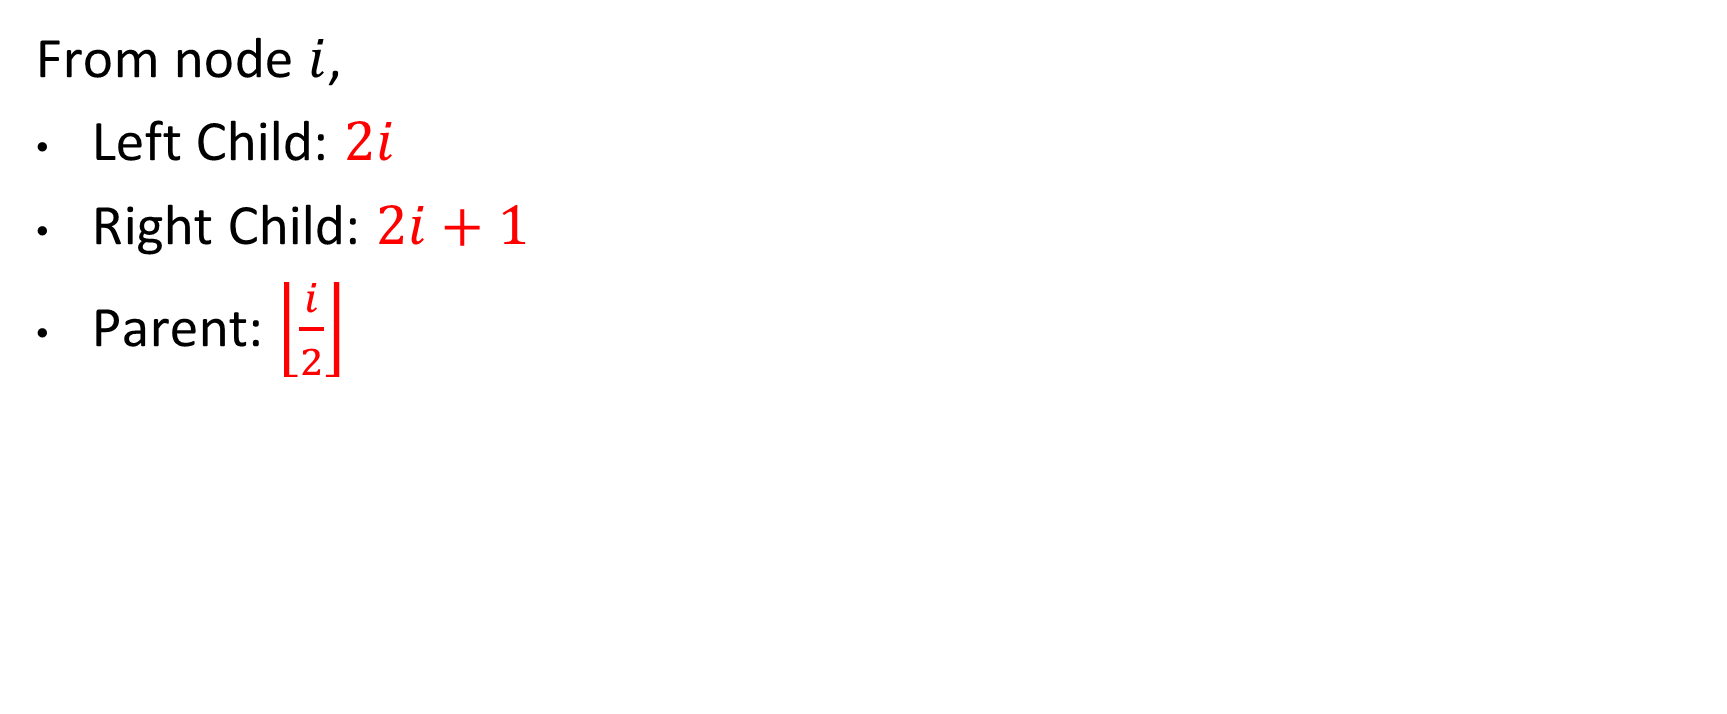 From node i,
• Left Child: 2i
• Right Child: 2i + 1
• Parent: ⌊i/2⌋